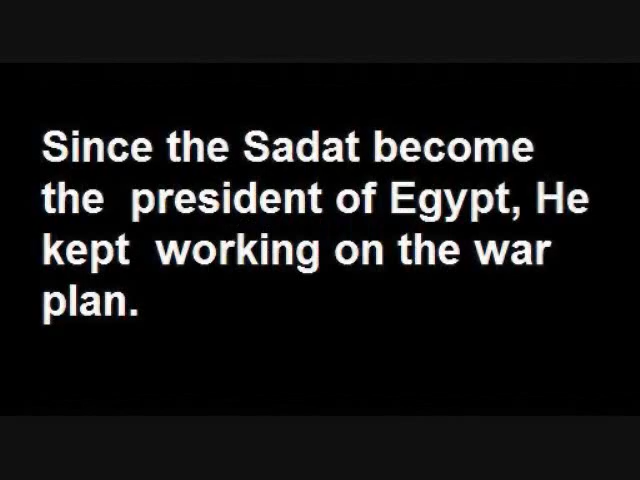 Since the Sadat become
the president of Egypt, He
kept working on the war
plan.